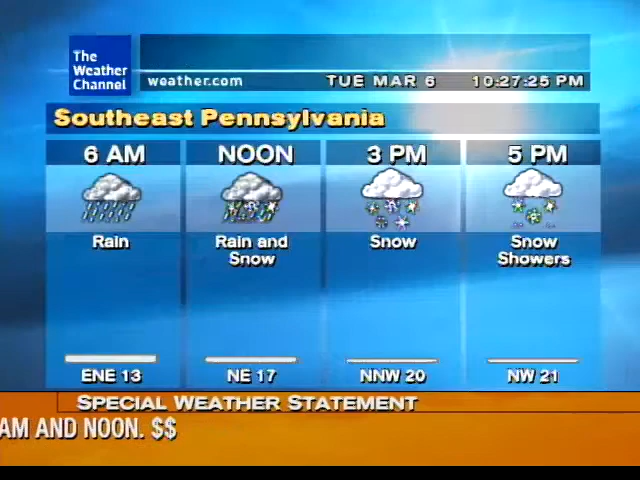 The
Weather
Channel
weather.com TUE MAR 6 10:27:25 PM
Southeast Pennsylvania
6 AM NOON 3 PM 5 PM
Rain Rain and Snow Snow
Snow Showers
ENE 13 NE 17 NNW 20 NW 21
SPECIAL WEATHER STATEMENT
AM AND NOON. $$